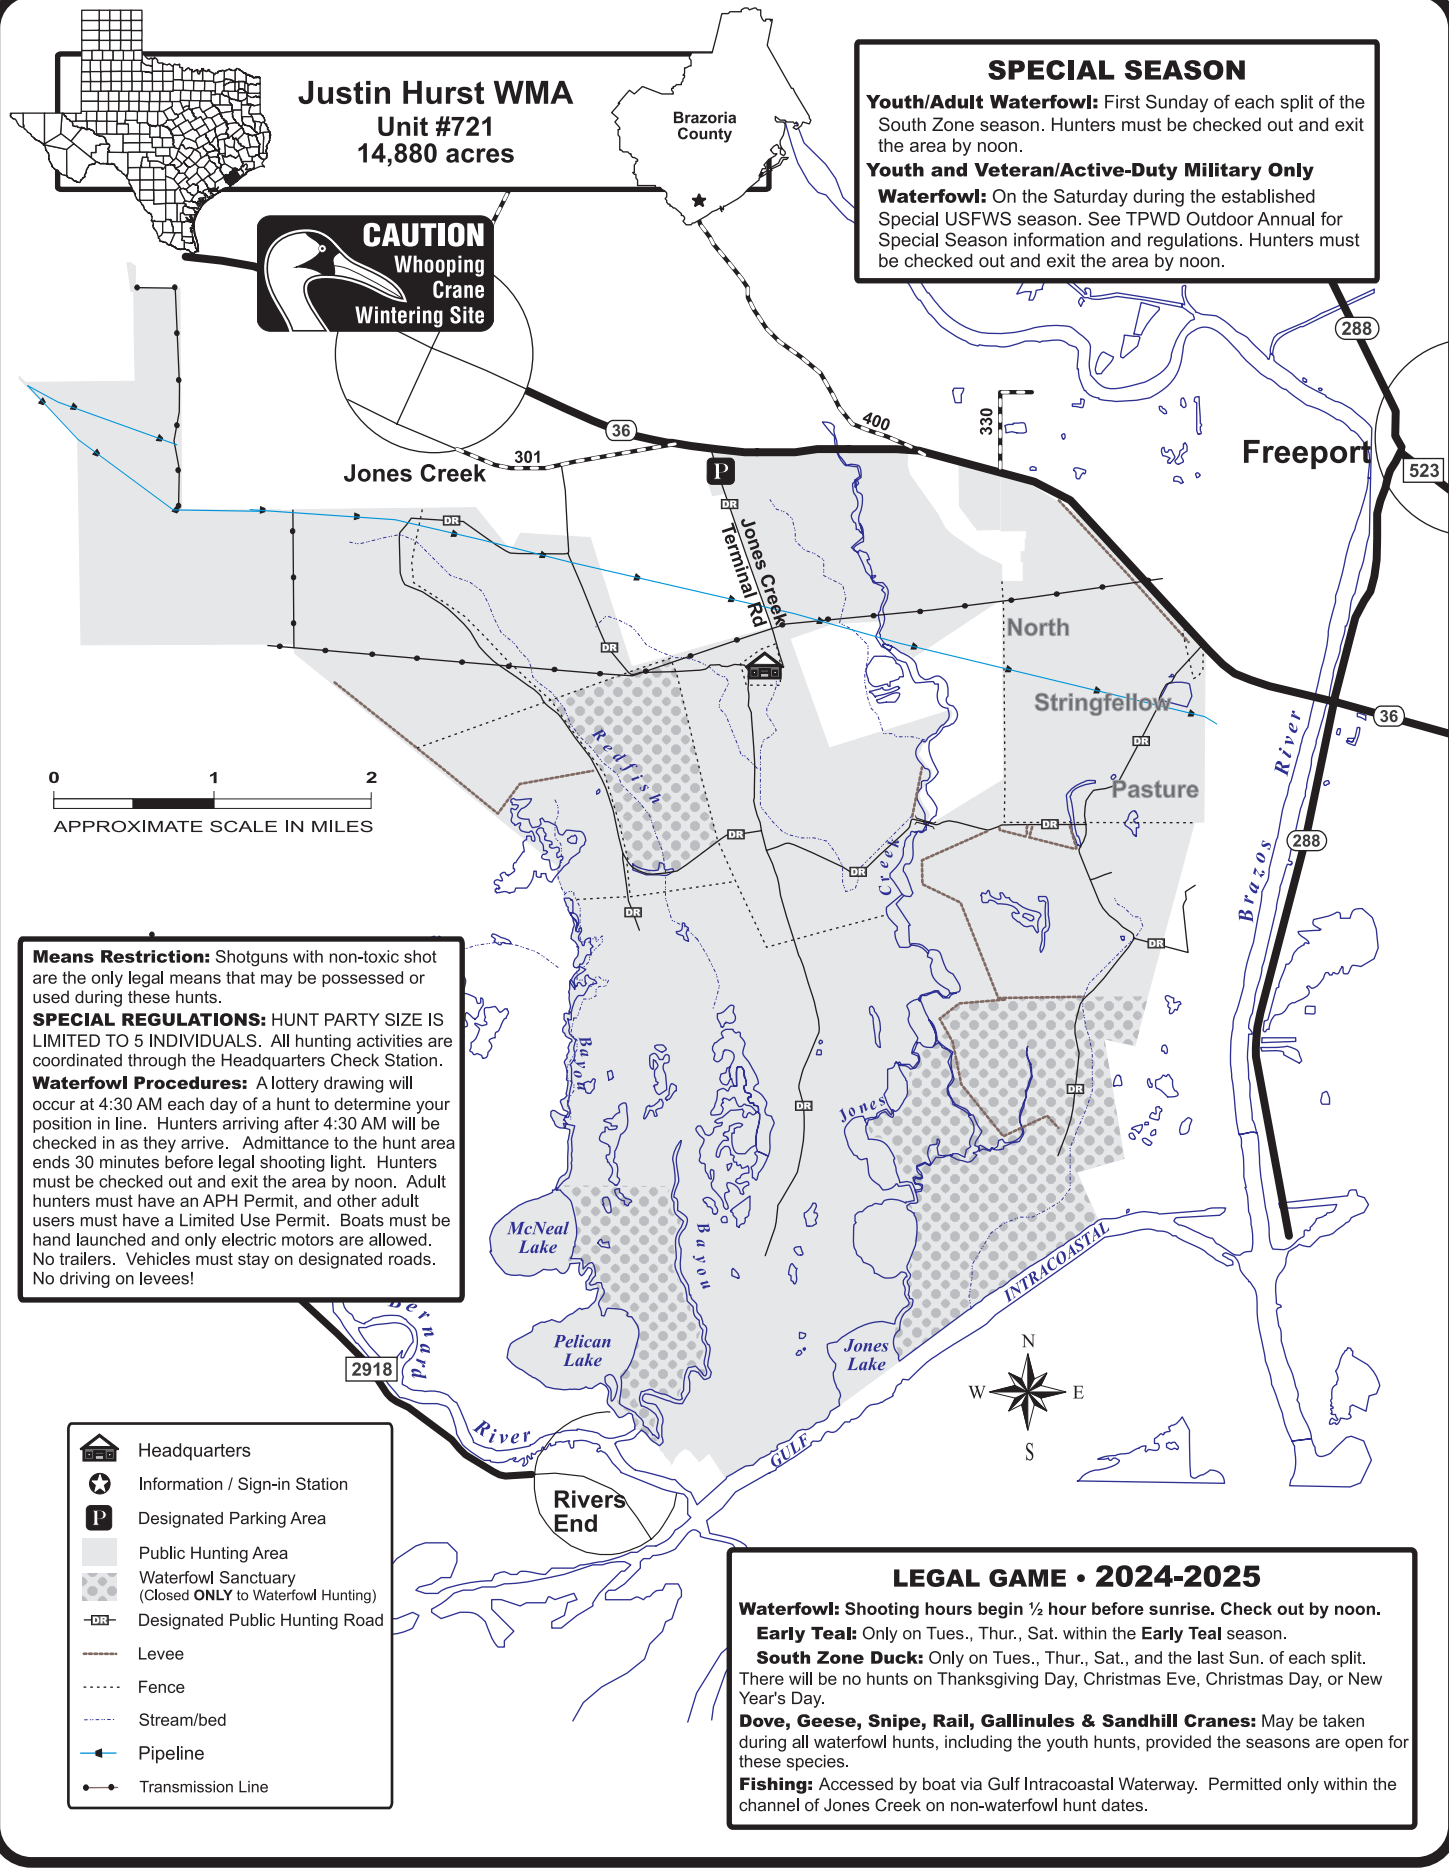 Justin Hurst WMA
Unit #721
14,880 acres
Brazoria
County
SPECIAL SEASON
Youth/Adult Waterfowl: First Sunday of each split of the
South Zone season. Hunters must be checked out and exit
the area by noon.
Youth and Veteran/Active-Duty Military Only
Waterfowl: On the Saturday during the established
Special USFWS season. See TPWD Outdoor Annual for
Special Season information and regulations. Hunters must
be checked out and exit the area by noon.
CAUTION
Whooping
Crane
Wintering Site
288
36
400
330
301
Jones Creek
P
Freeport
523
DR
DR
Jones Creek
Terminal Rd
DR
North
Stringfellow
Pasture
DR
36
Redfish
Brazos River
0 1 2
APPROXIMATE SCALE IN MILES
DR
DR
DR
288
Creek
DR
DR
Means Restriction: Shotguns with non-toxic shot
are the only legal means that may be possessed or
used during these hunts.
SPECIAL REGULATIONS: HUNT PARTY SIZE IS
LIMITED TO 5 INDIVIDUALS. All hunting activities are
coordinated through the Headquarters Check Station.
Waterfowl Procedures: A lottery drawing will
occur at 4:30 AM each day of a hunt to determine your
position in line. Hunters arriving after 4:30 AM will be
checked in as they arrive. Admittance to the hunt area
ends 30 minutes before legal shooting light. Hunters
must be checked out and exit the area by noon. Adult
hunters must have an APH Permit, and other adult
users must have a Limited Use Permit. Boats must be
hand launched and only electric motors are allowed.
No trailers. Vehicles must stay on designated roads.
No driving on levees!
Bayou
DR
DR
Jones
McNeal
Lake
Bayou
INTRACOASTAL
Bernard
Pelican
Lake
Jones
Lake
2918
N
W E
S
River
GULF
Rivers
End
Headquarters
Information / Sign-in Station
P Designated Parking Area
Public Hunting Area
Waterfowl Sanctuary
(Closed ONLY to Waterfowl Hunting)
DR Designated Public Hunting Road
Levee
Fence
Stream/bed
Pipeline
Transmission Line
LEGAL GAME • 2024-2025
Waterfowl: Shooting hours begin ½ hour before sunrise. Check out by noon.
Early Teal: Only on Tues., Thur., Sat. within the Early Teal season.
South Zone Duck: Only on Tues., Thur., Sat., and the last Sun. of each split.
There will be no hunts on Thanksgiving Day, Christmas Eve, Christmas Day, or New
Year's Day.
Dove, Geese, Snipe, Rail, Gallinules & Sandhill Cranes: May be taken
during all waterfowl hunts, including the youth hunts, provided the seasons are open for
these species.
Fishing: Accessed by boat via Gulf Intracoastal Waterway. Permitted only within the
channel of Jones Creek on non-waterfowl hunt dates.